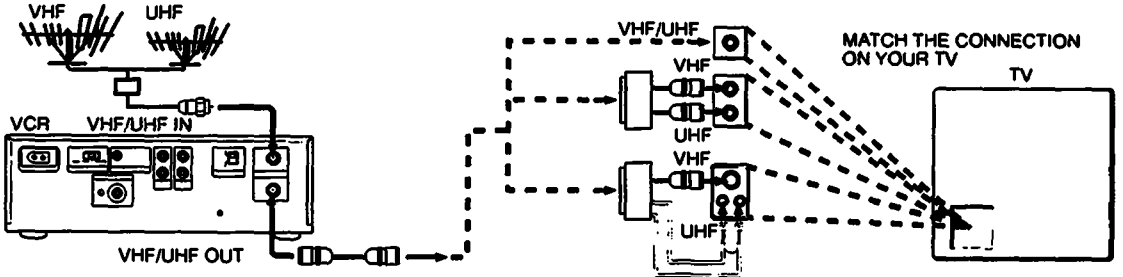 VHF
UHF
VCR
VHF/UHF IN
VHF/UHF OUT
VHF/UHF
VHF
UHF
VHF
UHF
MATCH THE CONNECTION
ON YOUR TV
TV